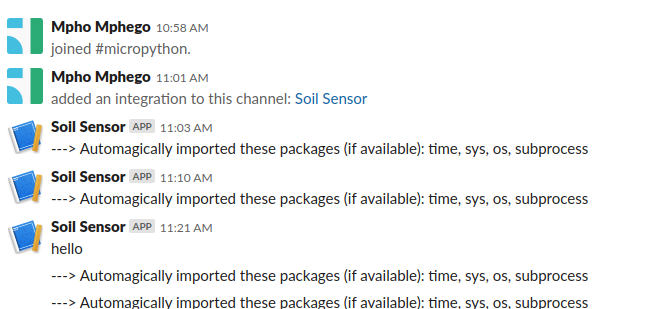 Mpho Mphego 10:58 AM
joined #micropython.
Mpho Mphego 11:01 AM
added an integration to this channel: Soil Sensor
Soil Sensor APP 11:03 AM
---> Automagically imported these packages (if available): time, sys, os, subprocess
Soil Sensor APP 11:10 AM
---> Automagically imported these packages (if available): time, sys, os, subprocess
Soil Sensor APP 11:21 AM
hello
---> Automagically imported these packages (if available): time, sys, os, subprocess
---> Automagically imported these packages (if available): time, sys, os, subprocess